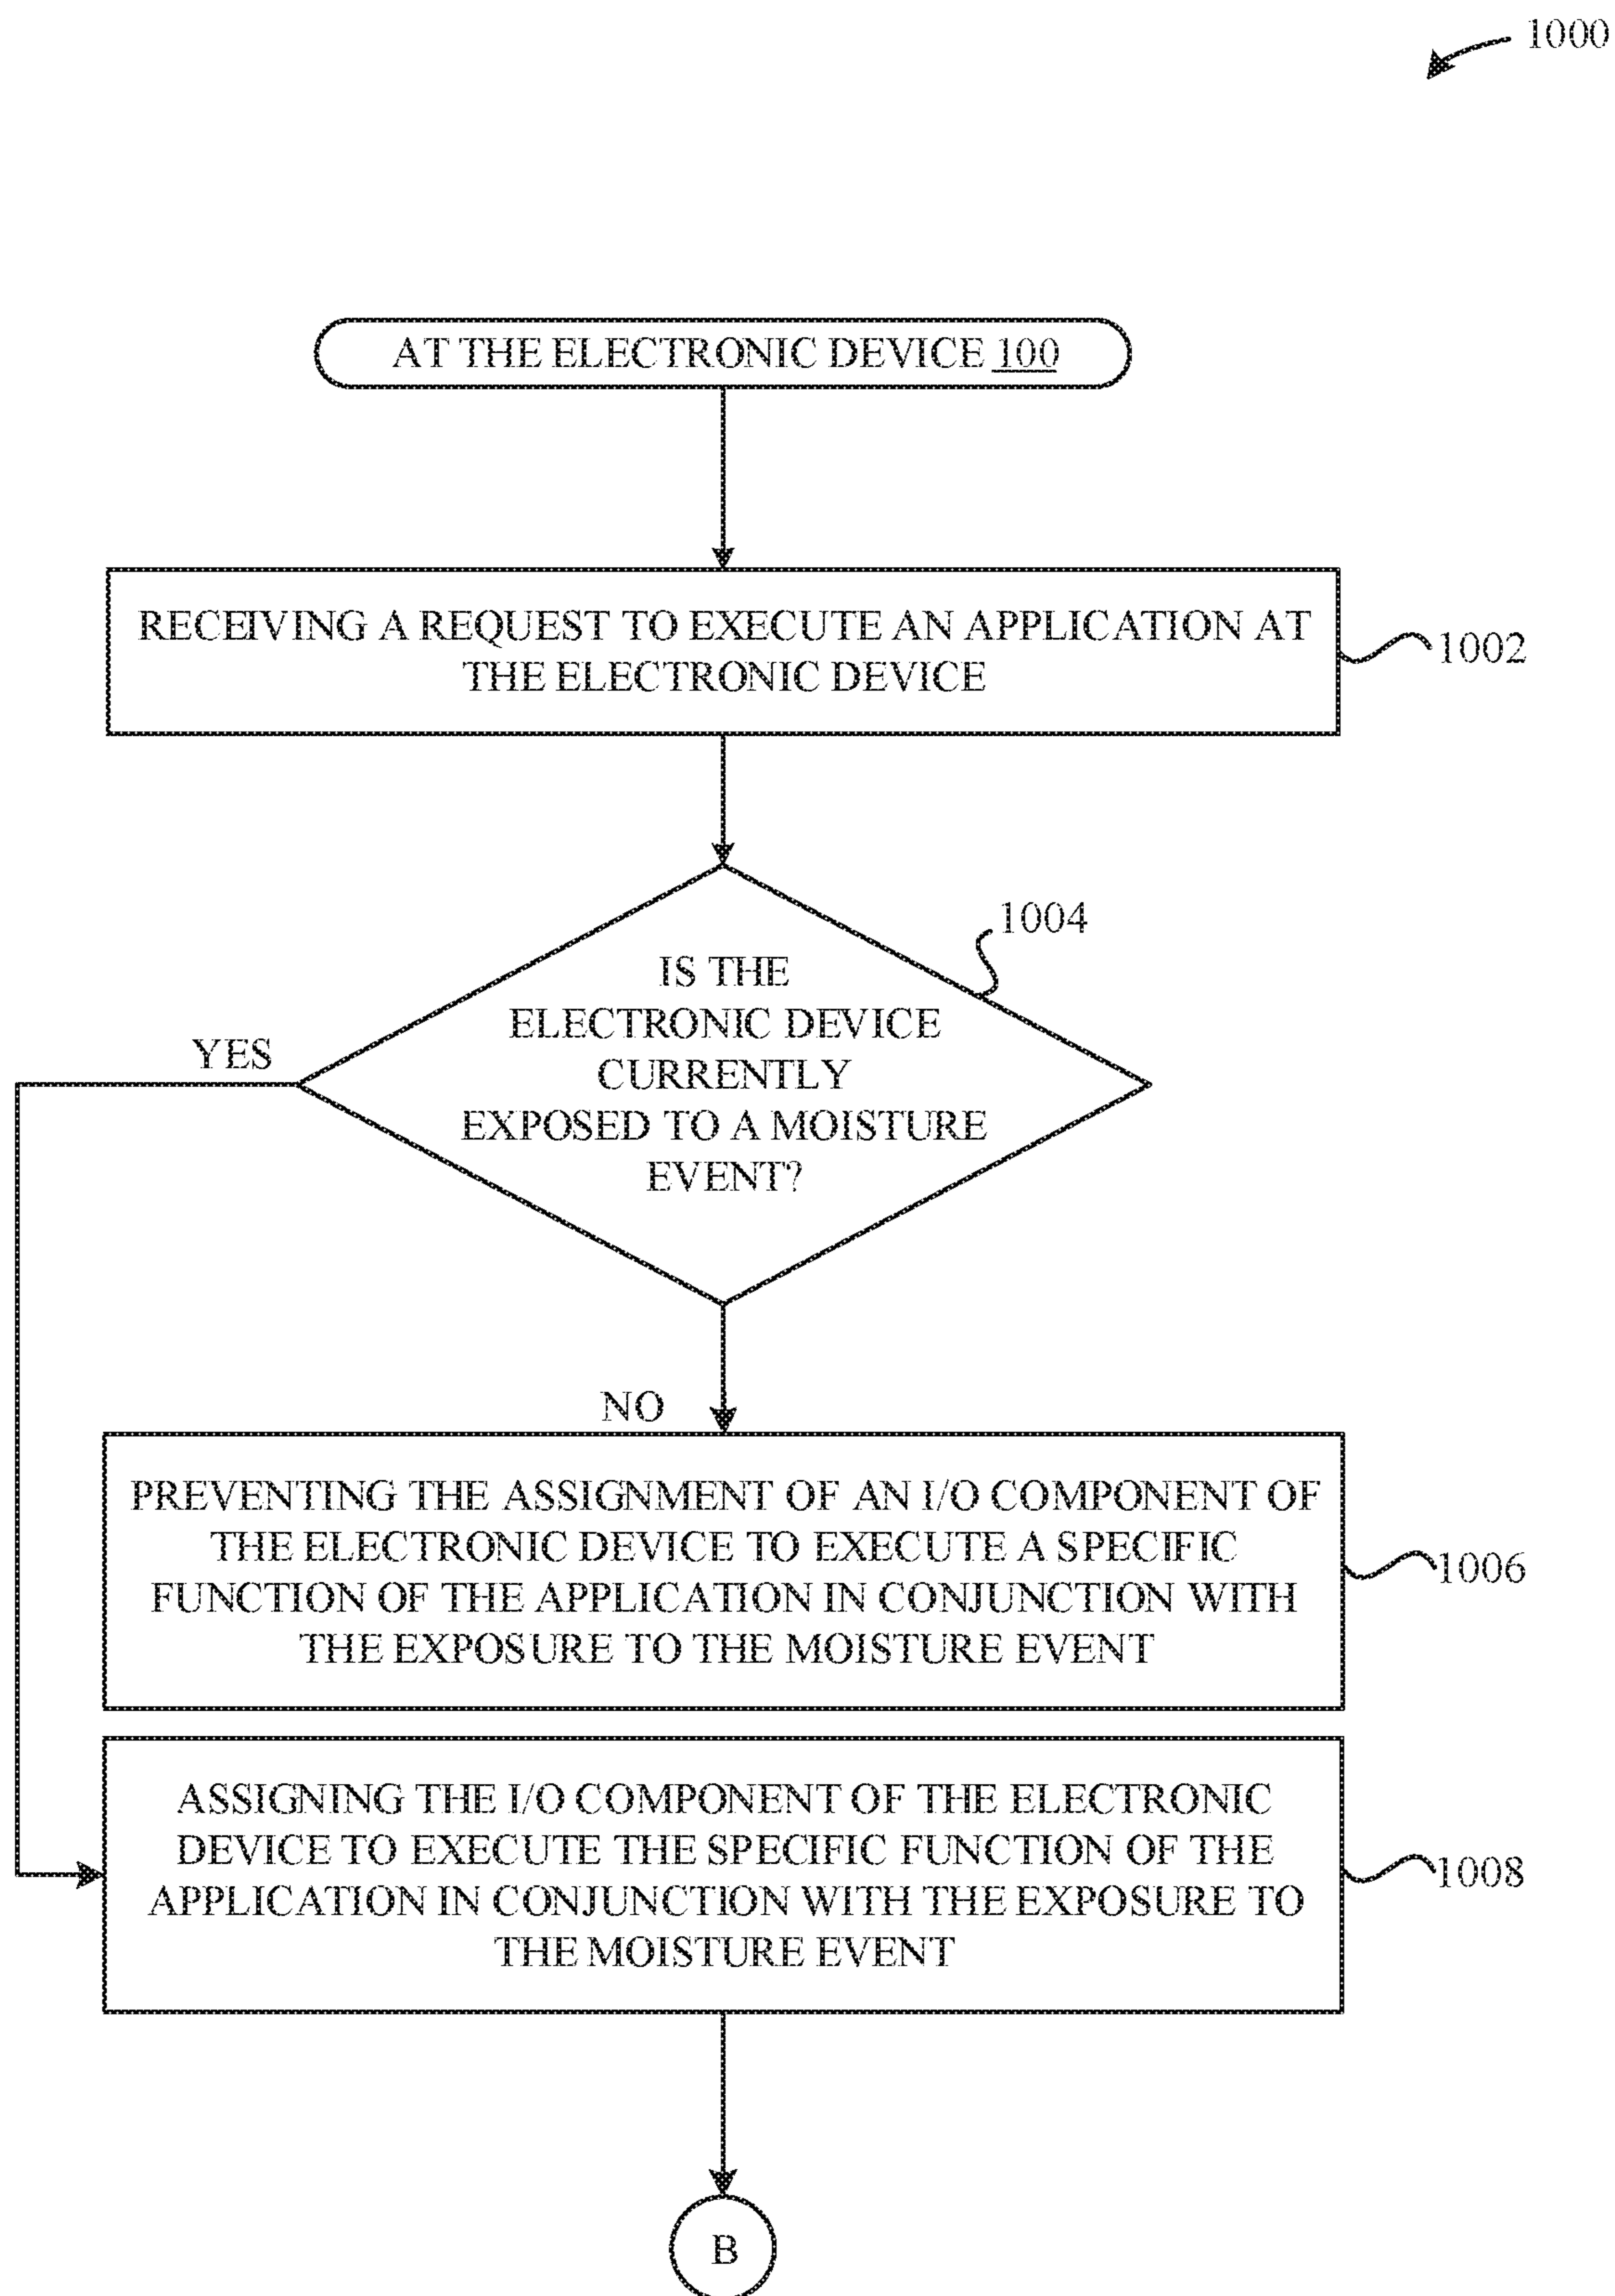 1000
AT THE ELECTRONIC DEVICE 100
RECEIVING A REQUEST TO EXECUTE AN APPLICATION AT
THE ELECTRONIC DEVICE
1002
1004
IS THE
ELECTRONIC DEVICE
CURRENTLY
EXPOSED TO A MOISTURE
EVENT?
YES
NO
PREVENTING THE ASSIGNMENT OF AN I/O COMPONENT OF
THE ELECTRONIC DEVICE TO EXECUTE A SPECIFIC
FUNCTION OF THE APPLICATION IN CONJUNCTION WITH
THE EXPOSURE TO THE MOISTURE EVENT
1006
ASSIGNING THE I/O COMPONENT OF THE ELECTRONIC
DEVICE TO EXECUTE THE SPECIFIC FUNCTION OF THE
APPLICATION IN CONJUNCTION WITH THE EXPOSURE TO
THE MOISTURE EVENT
1008
B